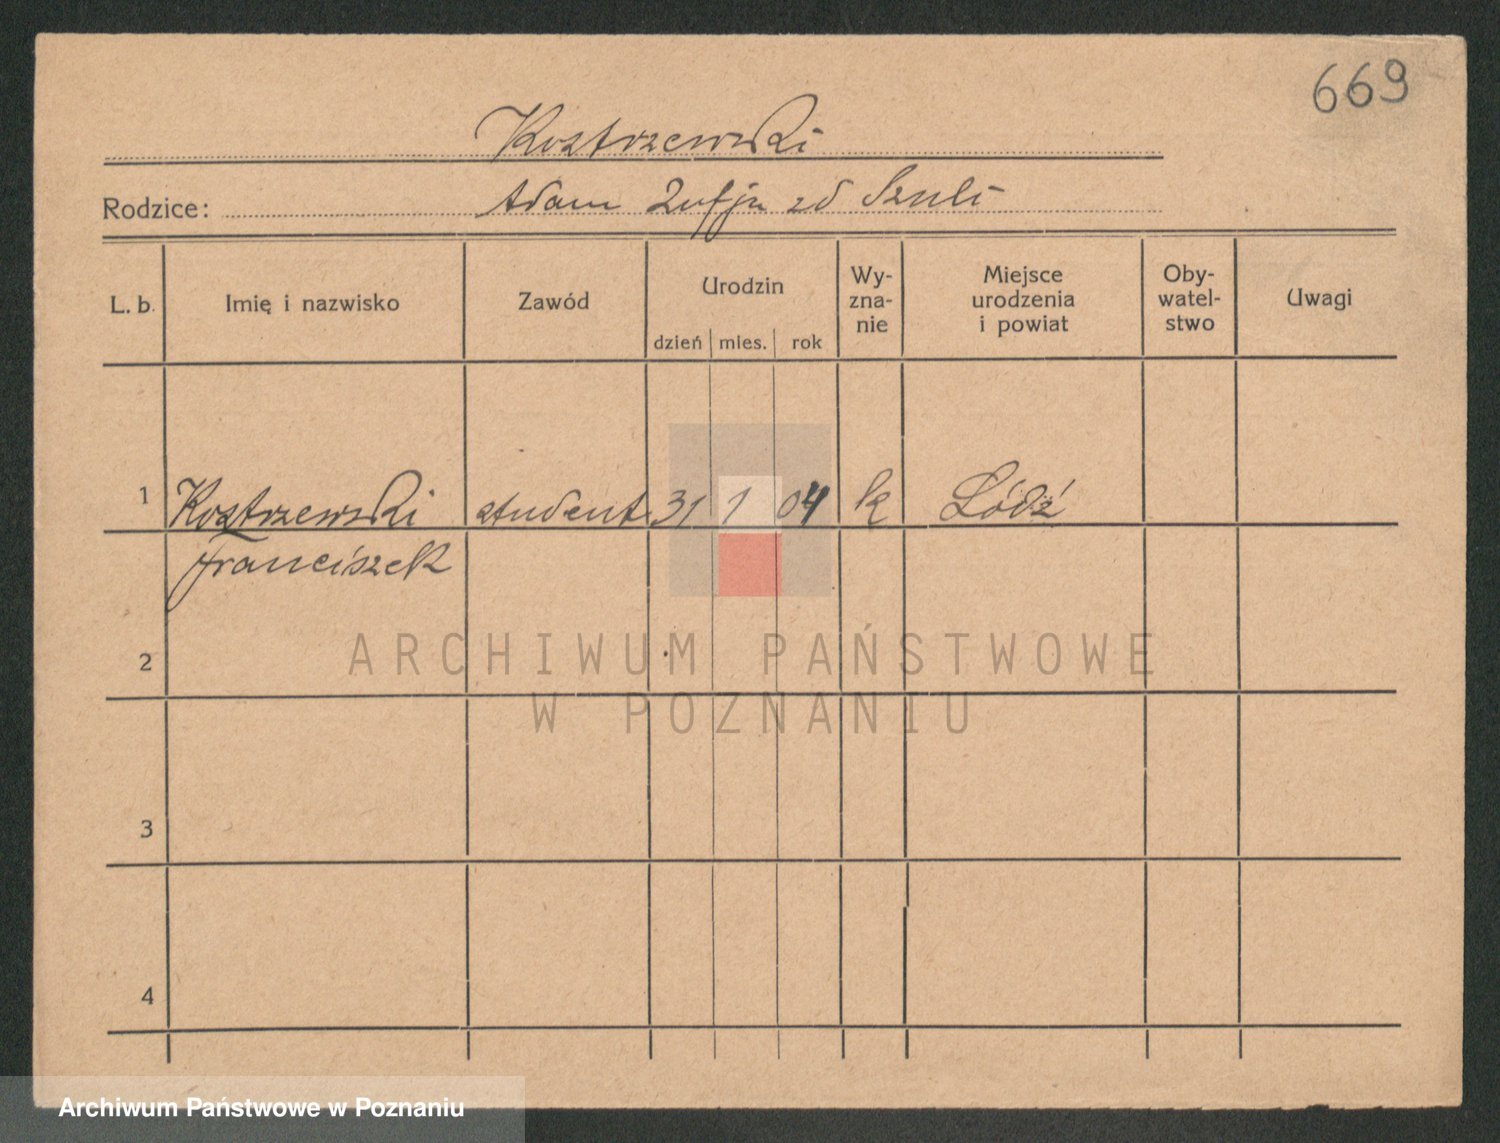 669
Kostrzewski
Rodzice: Adam Zofja zd Szulc
L. b. Imię i nazwisko Zawód Urodzin Wy-zna-nie Miejsce urodzenia i powiat Oby-watel-stwo Uwagi
dzień mies. rok
1 Kostrzewski student 31 1 04 k Łódź
Franciszek
2
3
4
ARCHIWUM PAŃSTWOWE
W POZNANIU
Archiwum Państwowe w Poznaniu